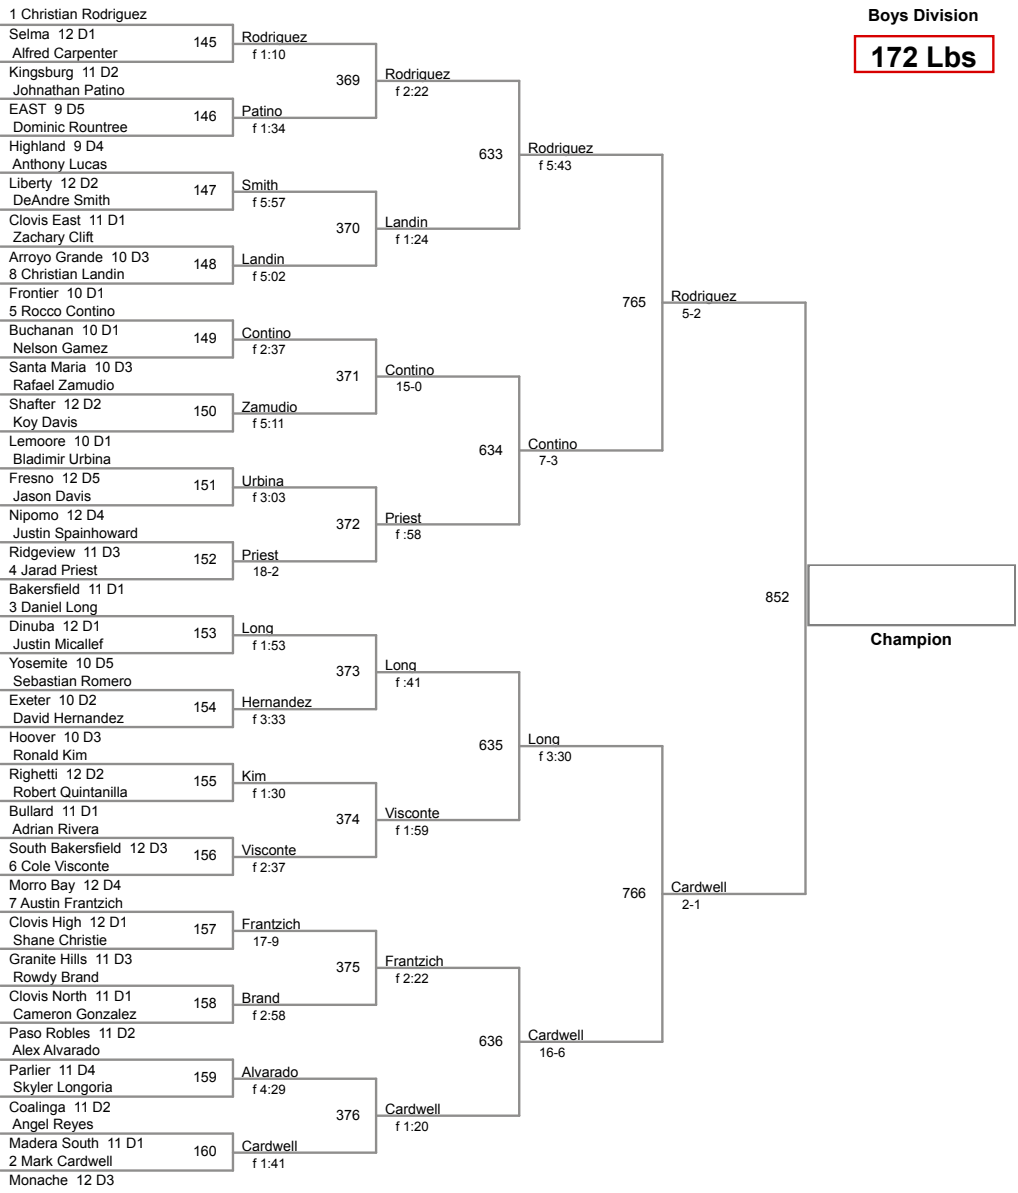 1 Christian Rodriguez
Selma 12 D1
Alfred Carpenter
Kingsburg 11 D2
Johnathan Patino
EAST 9 D5
Dominic Rountree
Highland 9 D4
Anthony Lucas
Liberty 12 D2
DeAndre Smith
Clovis East 11 D1
Zachary Clift
Arroyo Grande 10 D3
8 Christian Landin
Frontier 10 D1
5 Rocco Contino
Buchanan 10 D1
Nelson Gamez
Santa Maria 10 D3
Rafael Zamudio
Shafter 12 D2
Koy Davis
Lemoore 10 D1
Bladimir Urbina
Fresno 12 D5
Jason Davis
Nipomo 12 D4
Justin Spainhoward
Ridgeview 11 D3
4 Jarad Priest
Bakersfield 11 D1
3 Daniel Long
Dinuba 12 D1
Justin Micallef
Yosemite 10 D5
Sebastian Romero
Exeter 10 D2
David Hernandez
Hoover 10 D3
Ronald Kim
Righetti 12 D2
Robert Quintanilla
Bullard 11 D1
Adrian Rivera
South Bakersfield 12 D3
6 Cole Visconte
Morro Bay 12 D4
7 Austin Frantzich
Clovis High 12 D1
Shane Christie
Granite Hills 11 D3
Rowdy Brand
Clovis North 11 D1
Cameron Gonzalez
Paso Robles 11 D2
Alex Alvarado
Parlier 11 D4
Skyler Longoria
Coalinga 11 D2
Angel Reyes
Madera South 11 D1
2 Mark Cardwell
Monache 12 D3
145
146
147
148
149
150
151
152
153
154
155
156
157
158
159
160
Rodriguez
f 1:10
Patino
f 1:34
Smith
f 5:57
Landin
f 5:02
Contino
f 2:37
Zamudio
f 5:11
Urbina
f 3:03
Priest
18-2
Long
f 1:53
Hernandez
f 3:33
Kim
f 1:30
Visconte
f 2:37
Frantzich
17-9
Brand
f 2:58
Alvarado
f 4:29
Cardwell
f 1:41
369
370
371
372
373
374
375
376
Rodriguez
f 2:22
Landin
f 1:24
Contino
15-0
Priest
f :58
Long
f :41
Visconte
f 1:59
Frantzich
f 2:22
Cardwell
f 1:20
633
634
635
636
Rodriguez
f 5:43
Contino
7-3
Long
f 3:30
Cardwell
16-6
765
766
Rodriguez
5-2
Cardwell
2-1
852
Champion
Boys Division
172 Lbs